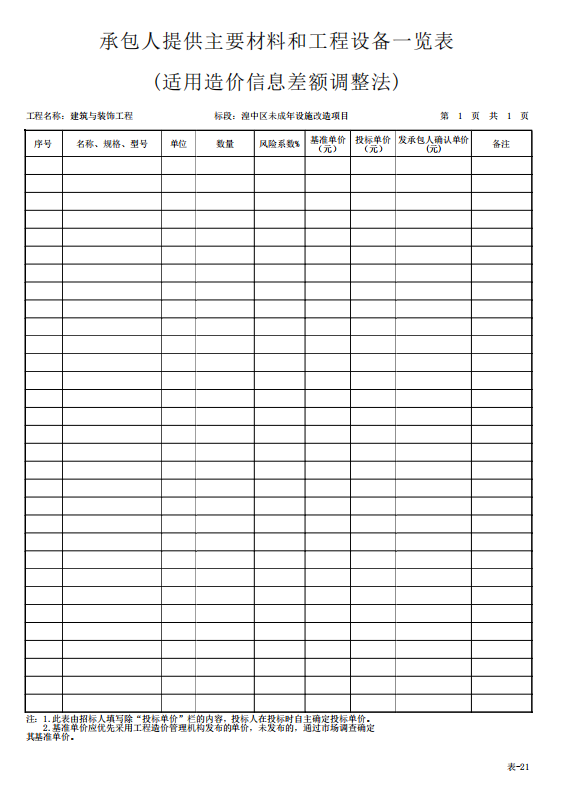 承包人提供主要材料和工程设备一览表
(适用造价信息差额调整法)
工程名称：建筑与装饰工程 标段：湟中区未成年设施改造项目 第 1 页 共 1 页
序号 名称、规格、型号 单位 数量 风险系数% 基准单价（元） 投标单价（元） 发承包人确认单价(元) 备注
注：1.此表由招标人填写除“投标单价”栏的内容，投标人在投标时自主确定投标单价。
2.基准单价应优先采用工程造价管理机构发布的单价，未发布的，通过市场调查确定
其基准单价。
表-21